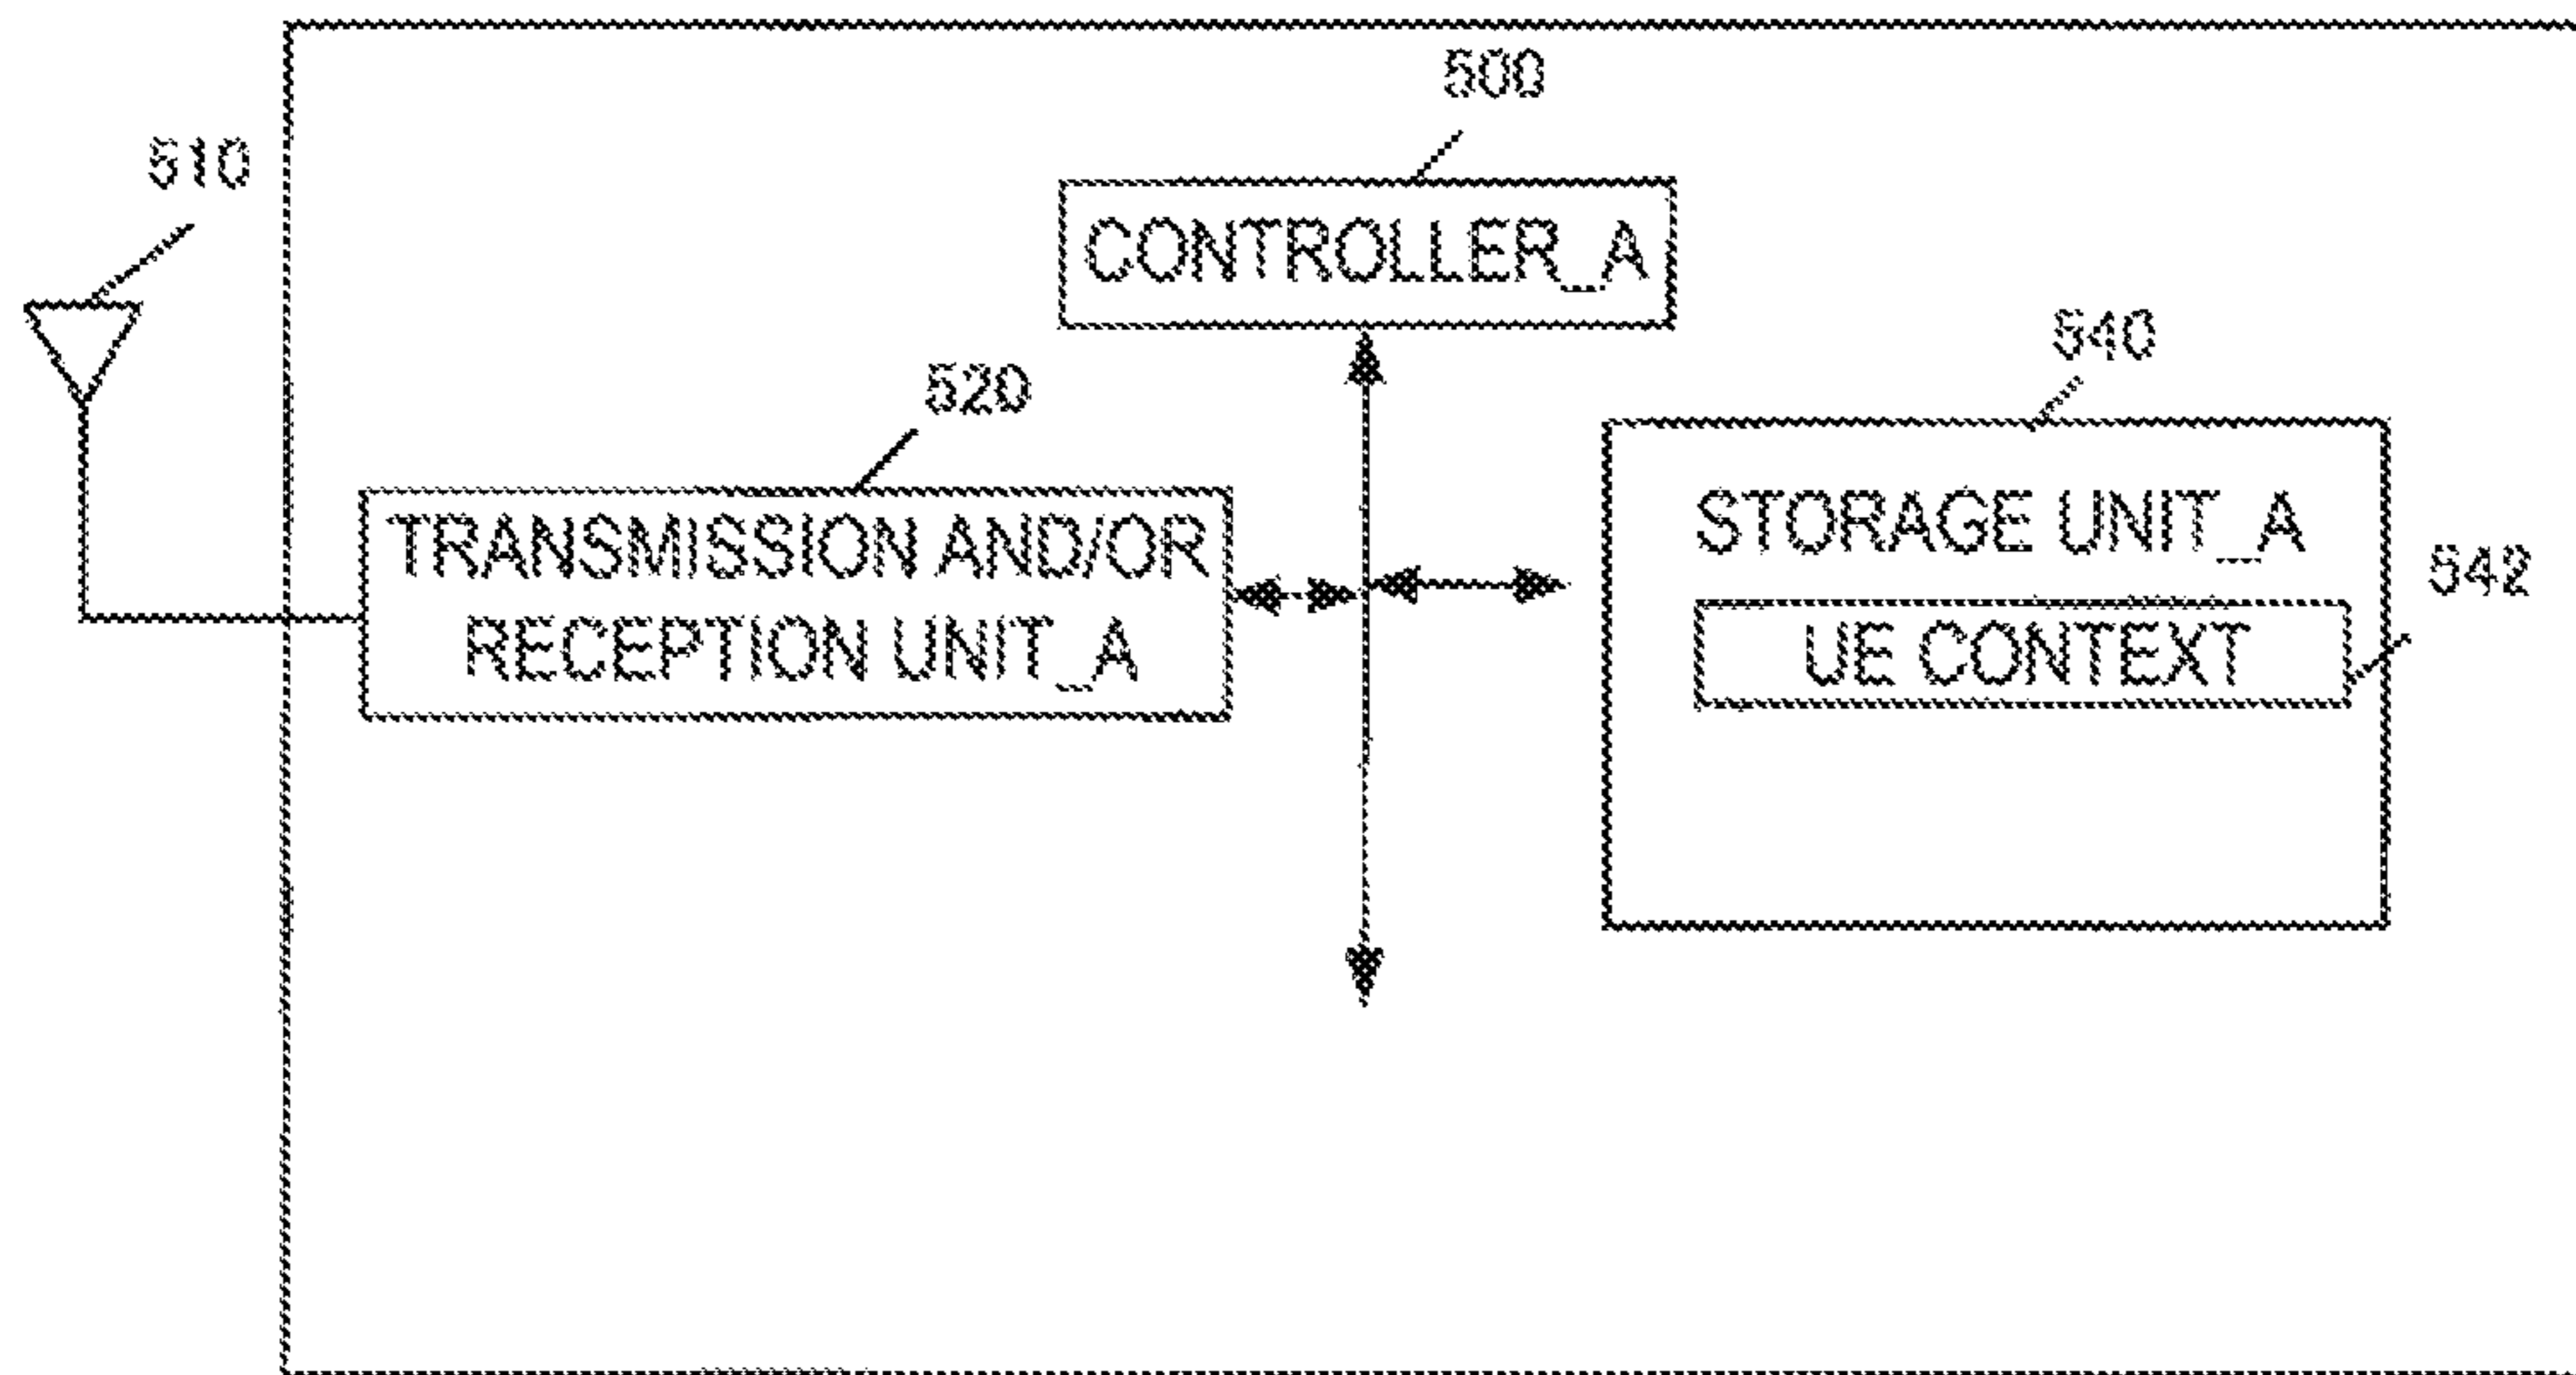 500
510
CONTROLLER_A
540
520
TRANSMISSION AND/OR
RECEPTION UNIT_A
STORAGE UNIT_A
542
UE CONTEXT